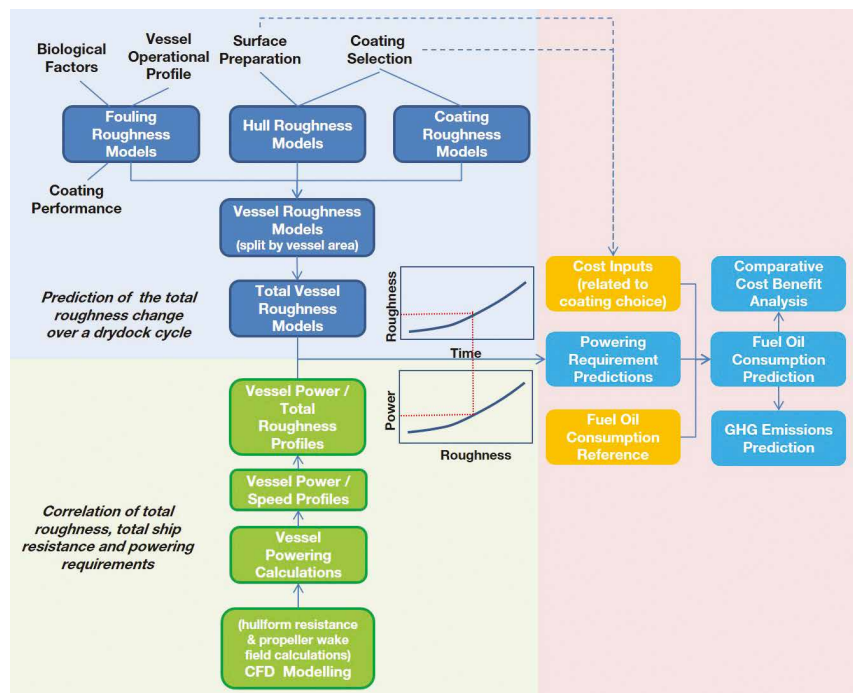 Biological
Factors
Vessel
Operational
Profile
Surface
Preparation
Coating
Selection
Fouling
Roughness
Models
Hull Roughness
Models
Coating
Roughness
Models
Coating
Performance
Vessel Roughness
Models
(split by vessel area)
Prediction of the total
roughness change
over a drydock cycle
Total Vessel
Roughness
Models
Roughness
Time
Cost Inputs
(related to
coating choice)
Comparative
Cost Benefit
Analysis
Powering
Requirement
Predictions
Fuel Oil
Consumption
Prediction
Vessel Power /
Total
Roughness
Profiles
Power
Roughness
Fuel Oil
Consumption
Reference
GHG Emissions
Prediction
Vessel Power /
Speed Profiles
Correlation of total
roughness, total ship
resistance and powering
requirements
Vessel
Powering
Calculations
(hullform resistance
& propeller wake
field calculations)
CFD Modelling